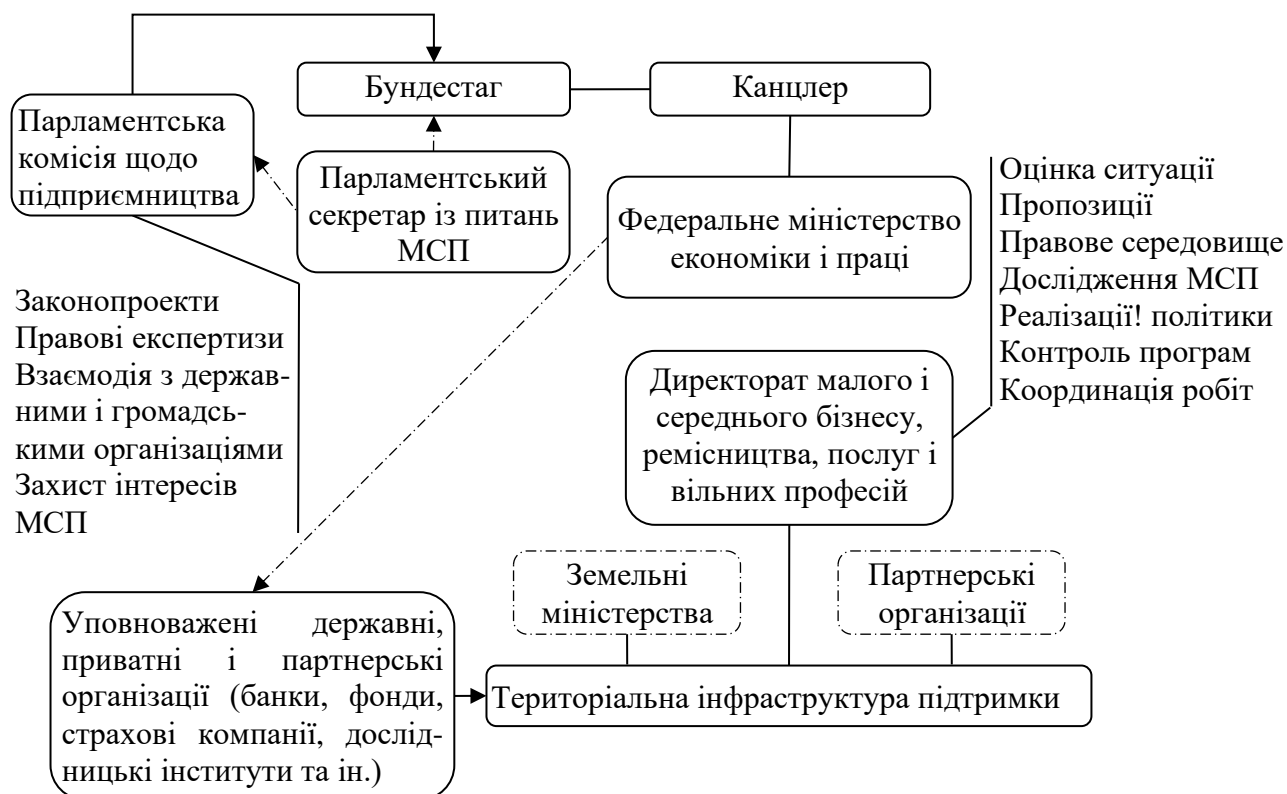 Бундестаг
Канцлер
Парламентська
комісія щодо
підприємництва
Парламентський
секретар із питань
МСП
Федеральне міністерство
економіки і праці
Оцінка ситуації
Пропозиції
Правове середовище
Дослідження МСП
Реалізації! політики
Контроль програм
Координація робіт
Законопроекти
Правові експертизи
Взаємодія з держав-
ними і громадсь-
кими організаціями
Захист інтересів
МСП
Директорат малого і
середнього бізнесу,
ремісництва, послуг і
вільних професій
Земельні
міністерства
Партнерські
організації
Уповноважені державні,
приватні і партнерські
організації (банки, фонди,
страхові компанії, дослід-
ницькі інститути та ін.)
Територіальна інфраструктура підтримки